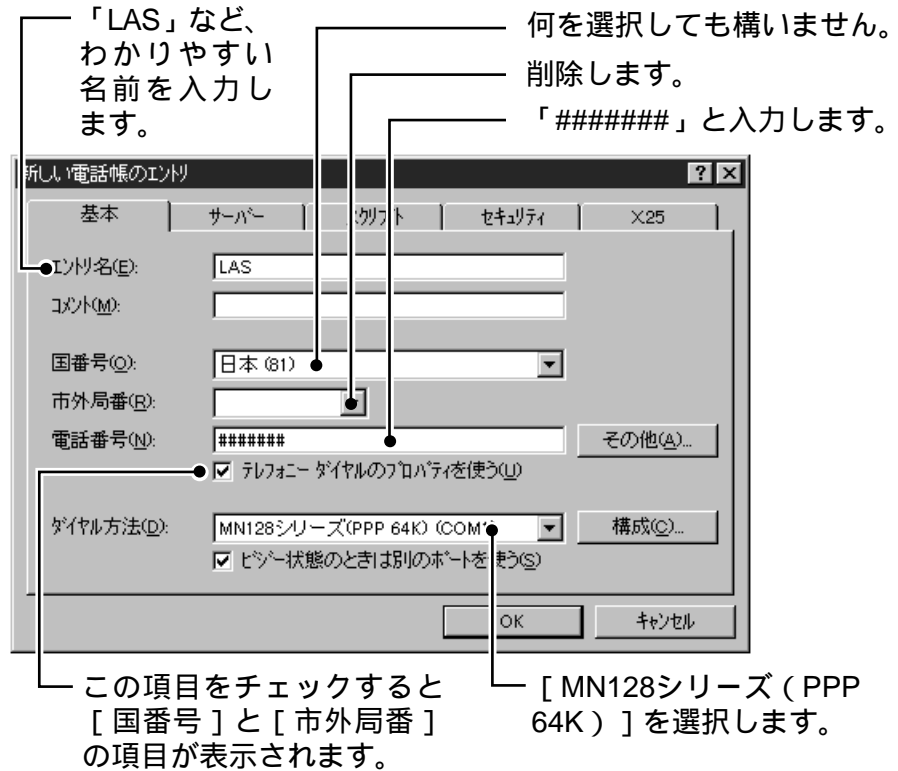 「LAS」など、
わかりやすい
名前を入力し
ます。
何を選択しても構いません。
削除します。
「#######」と入力します。
新しい電話帳のエントリ
基本 サーバー スクリプト セキュリティ X.25
エントリ名(E): LAS
コメント(M):
国番号(O): 日本 (81)
市外局番(R):
電話番号(N): ####### その他(A)...
テレフォニー ダイヤルのプロパティを使う(U)
ダイヤル方法(D): MN128シリーズ(PPP 64K) (COM1) 構成(C)...
ビジー状態のときは別のポートを使う(S)
OK キャンセル
この項目をチェックすると
[国番号]と[市外局番]
の項目が表示されます。
[MN128シリーズ(PPP
64K)]を選択します。